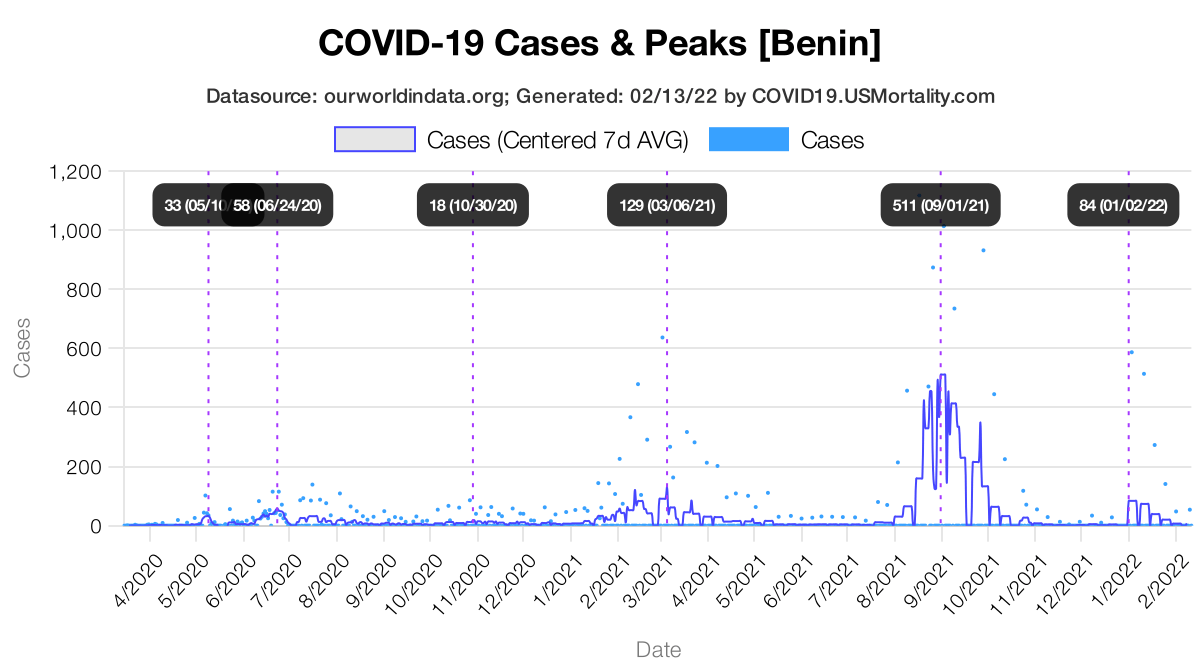 COVID-19 Cases & Peaks [Benin]
Datasource: ourworldindata.org; Generated: 02/13/22 by COVID19.USMortality.com
Cases (Centered 7d AVG) Cases
1,200
33 (05/10/ 58 (06/24/20) 18 (10/30/20) 129 (03/06/21) 511 (09/01/21) 84 (01/02/22)
1,000
800
600
400
200
0
Cases
4/2020 5/2020 6/2020 7/2020 8/2020 9/2020 10/2020 11/2020 12/2020 1/2021 2/2021 3/2021 4/2021 5/2021 6/2021 7/2021 8/2021 9/2021 10/2021 11/2021 12/2021 1/2022 2/2022
Date